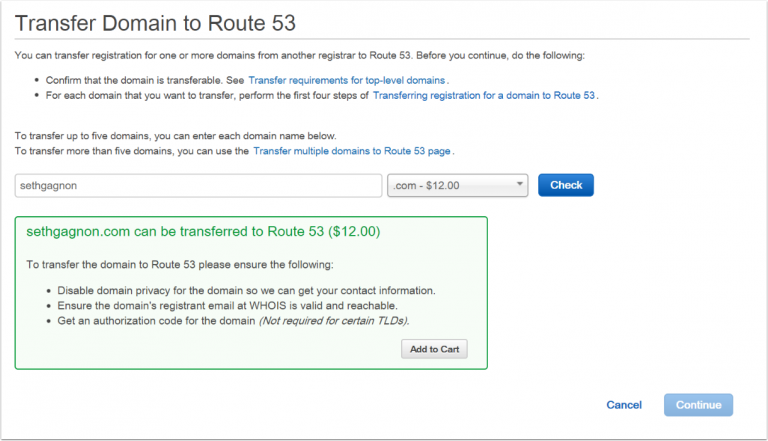 Transfer Domain to Route 53
You can transfer registration for one or more domains from another registrar to Route 53. Before you continue, do the following:
• Confirm that the domain is transferable. See Transfer requirements for top-level domains .
• For each domain that you want to transfer, perform the first four steps of Transferring registration for a domain to Route 53 .
To transfer up to five domains, you can enter each domain name below.
To transfer more than five domains, you can use the Transfer multiple domains to Route 53 page .
sethgagnon .com - $12.00 Check
sethgagnon.com can be transferred to Route 53 ($12.00)
To transfer the domain to Route 53 please ensure the following:
• Disable domain privacy for the domain so we can get your contact information.
• Ensure the domain's registrant email at WHOIS is valid and reachable.
• Get an authorization code for the domain (Not required for certain TLDs).
Add to Cart
Cancel Continue